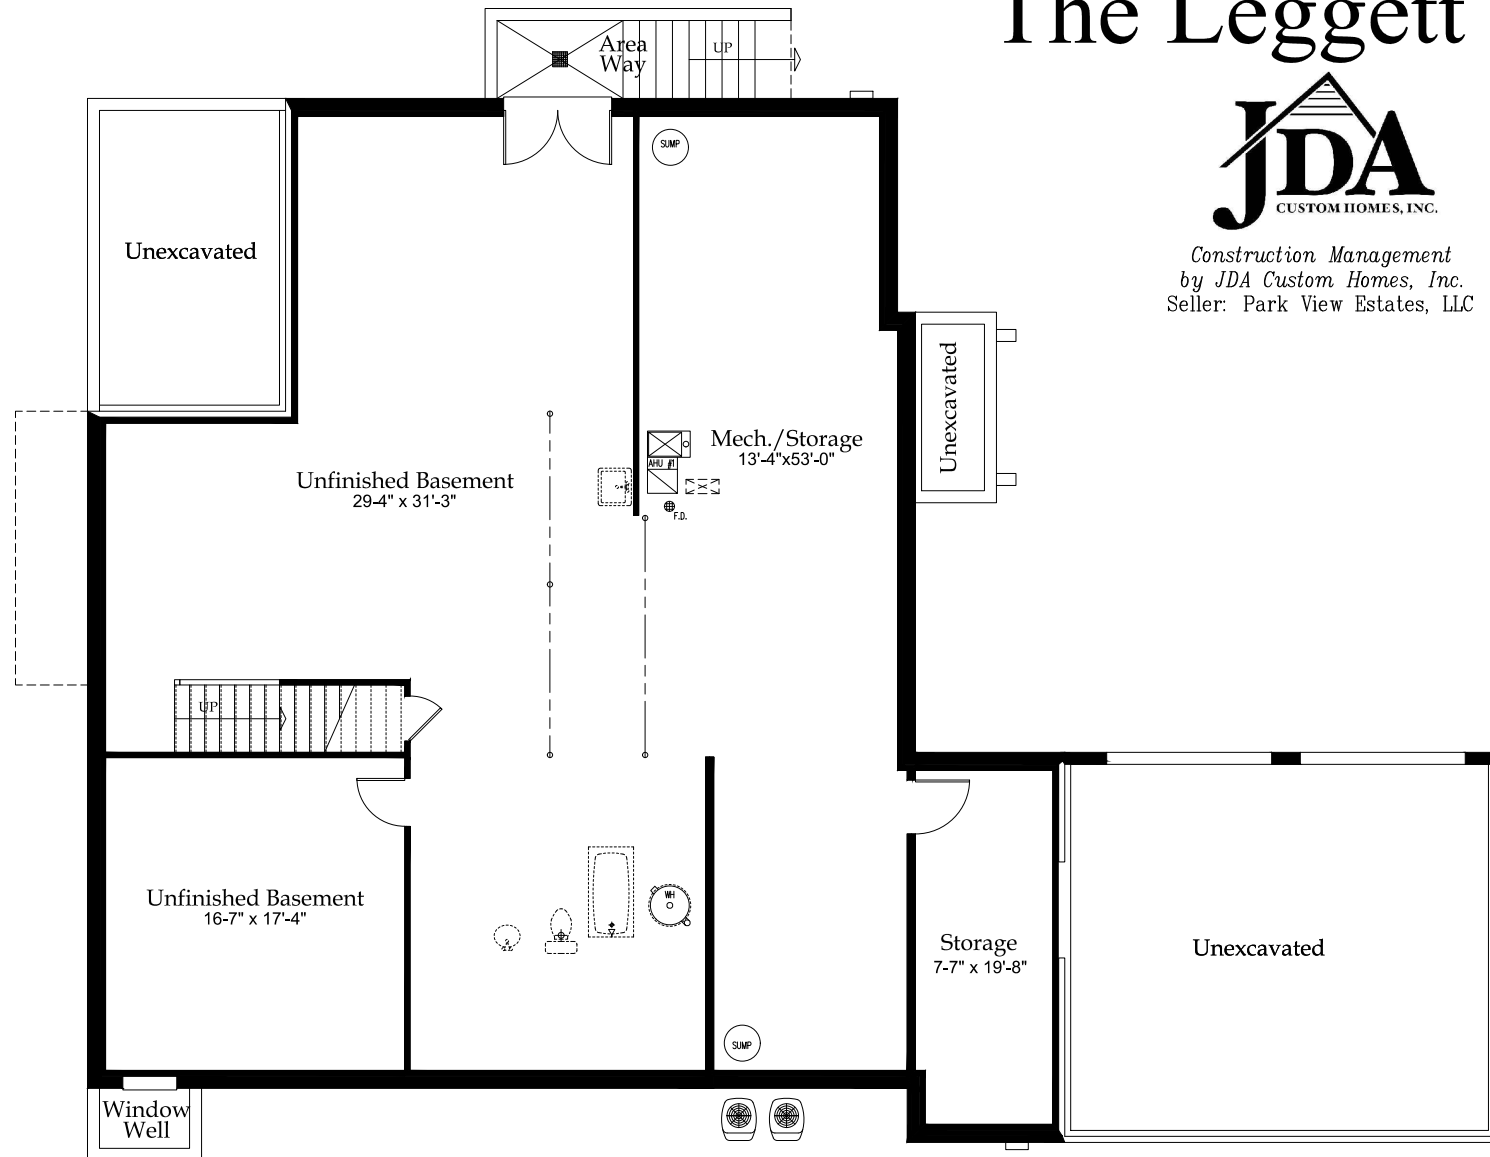 The Leggett
JDA
CUSTOM HOMES, INC.
Construction Management
by JDA Custom Homes, Inc.
Seller: Park View Estates, LLC
Area
Way
UP
SUMP
Unexcavated
Unexcavated
Mech./Storage
13'-4"x53'-0"
AHU #1
F.D.
Unfinished Basement
29-4" x 31'-3"
UP
Unfinished Basement
16-7" x 17'-4"
WH
Storage
7-7" x 19'-8"
Unexcavated
SUMP
Window
Well